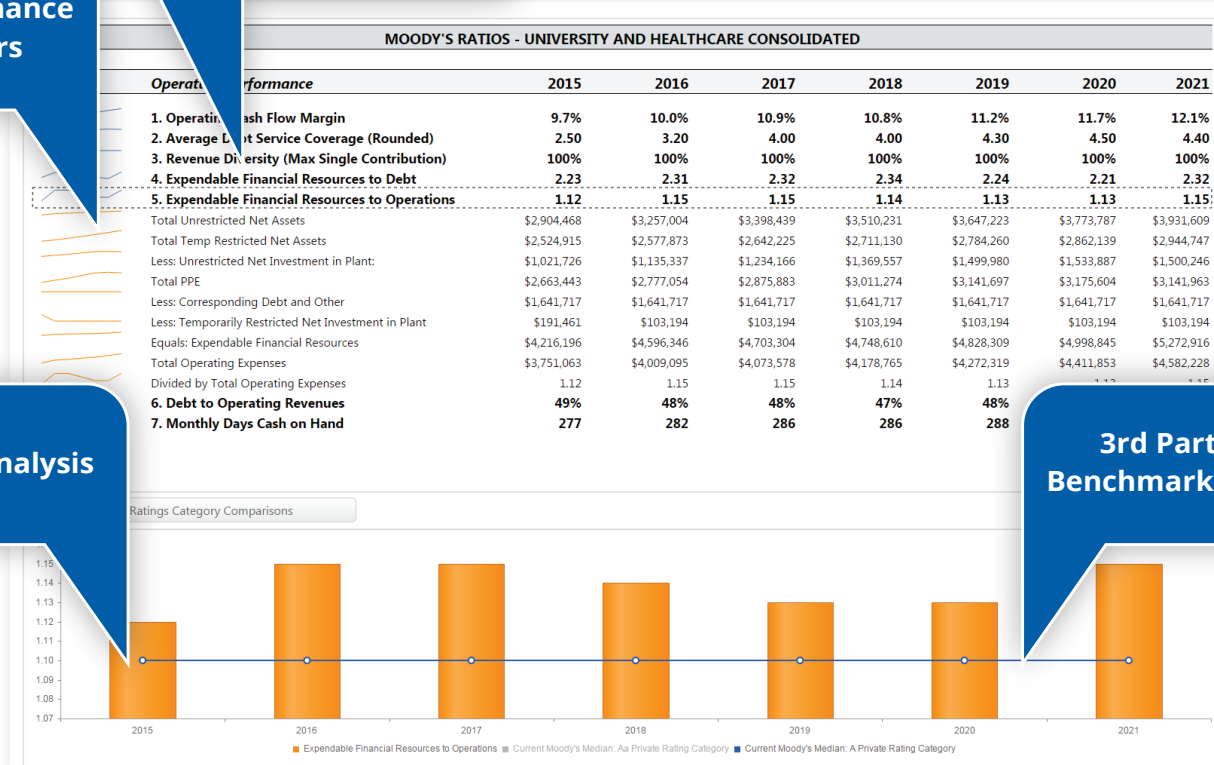 MOODY'S RATIOS - UNIVERSITY AND HEALTHCARE CONSOLIDATED
2015 2016 2017 2018 2019 2020 2021
1. Cash Flow Margin 9.7% 10.0% 10.9% 10.8% 11.2% 11.7% 12.1%
2. Average Service Coverage (Rounded) 2.50 3.20 4.00 4.00 4.30 4.50 4.40
3. Revenue Diversity (Max Single Contribution) 100% 100% 100% 100% 100% 100% 100%
4. Expendable Financial Resources to Debt 2.23 2.31 2.32 2.34 2.24 2.21 2.32
5. Expendable Financial Resources to Operations 1.12 1.15 1.15 1.14 1.13 1.13 1.15
Total Unrestricted Net Assets $2,904,468 $3,257,004 $3,398,439 $3,510,231 $3,647,223 $3,773,787 $3,931,609
Total Temp Restricted Net Assets $2,524,915 $2,577,873 $2,642,225 $2,711,130 $2,784,260 $2,862,139 $2,944,747
Less: Unrestricted Net Investment in Plant: $1,021,726 $1,135,337 $1,234,166 $1,369,557 $1,499,980 $1,533,887 $1,500,246
Total PPE $2,663,443 $2,777,054 $2,875,883 $3,011,274 $3,141,697 $3,175,604 $3,141,963
Less: Corresponding Debt and Other $1,641,717 $1,641,717 $1,641,717 $1,641,717 $1,641,717 $1,641,717 $1,641,717
Less: Temporarily Restricted Net Investment in Plant $191,461 $103,194 $103,194 $103,194 $103,194 $103,194 $103,194
Equals: Expendable Financial Resources $4,216,196 $4,596,346 $4,703,304 $4,748,610 $4,828,309 $4,998,845 $5,272,916
Total Operating Expenses $3,751,063 $4,009,095 $4,073,578 $4,178,765 $4,272,319 $4,411,853 $4,582,228
Divided by Total Operating Expenses 1.12 1.15 1.15 1.14 1.13
6. Debt to Operating Revenues 49% 48% 48% 47% 48%
7. Monthly Days Cash on Hand 277 282 286 286 288
3rd
Ratings Category Comparisons
1.15
1.14
1.13
1.12
1.11
1.10
1.09
1.08
1.07
2015 2016 2017 2018 2019 2020 2021
Expendable Financial Resources to Operations Current Moody's Median: Aa Private Rating Category Current Moody's Median: A Private Rating Category